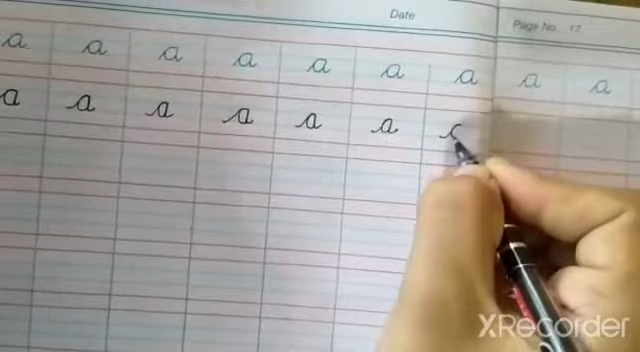 Date
Page No. 17
a a a a a a a a a
a a a a a a
XRecorder